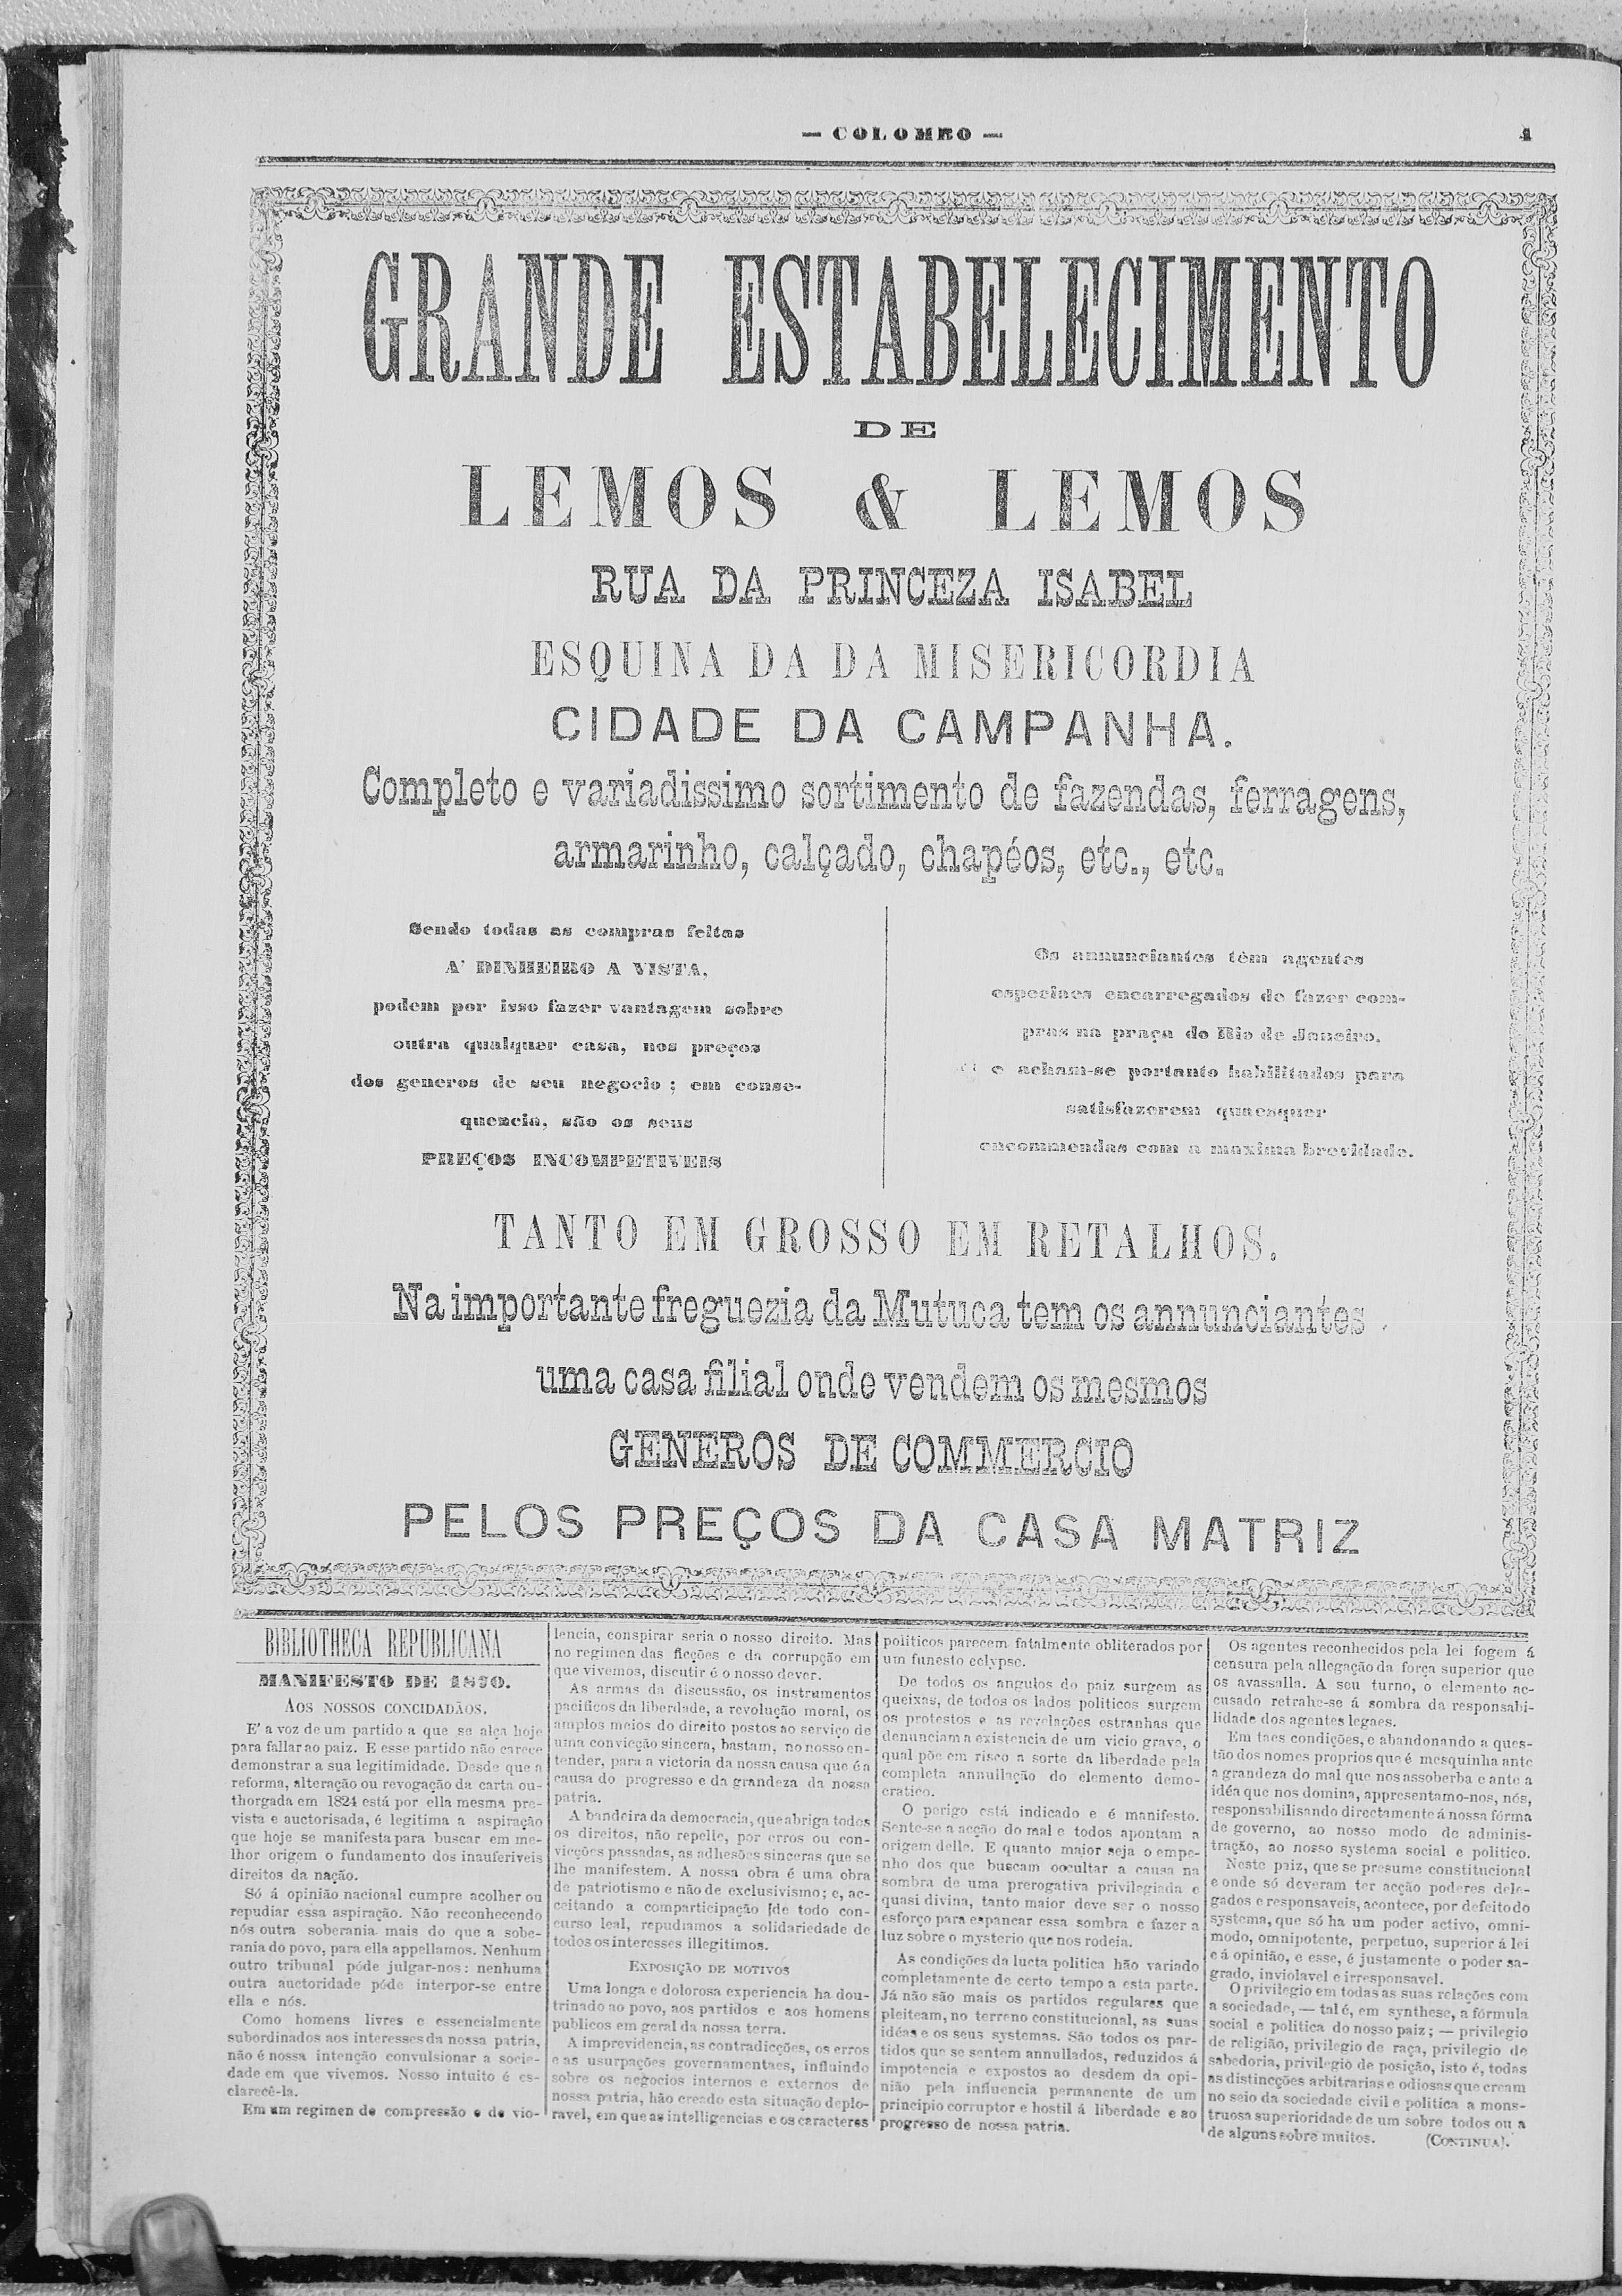 — COLOMBO —
4
GRANDE ESTABELECIMENTO
DE
LEMOS & LEMOS
RUA DA PRINCEZA ISABEL
ESQUINA DA DA MISERICORDIA
CIDADE DA CAMPANHA.
Completo e variadissimo sortimento de fazendas, ferragens,
armarinho, calçado, chapéos, etc., etc.
Sendo todas as compras feitas
A' DINHEIRO A VISTA,
podem por isso fazer vantagem sobre
outra qualquer casa, nos preços
dos generos de seu negocio ; em conse-
quencia, são os seus
PREÇOS INCOMPETIVEIS
Os annunciantes têm agentes
especiaes encarregados de fazer com-
pras na praça do Rio de Janeiro,
e acham-se portanto habilitados para
satisfazerem quaesquer
encommendas com a maxima brevidade.
TANTO EM GROSSO EM RETALHOS.
Na importante freguezia da Mutuca tem os annunciantes
uma casa filial onde vendem os mesmos
GENEROS DE COMMERCIO
PELOS PREÇOS DA CASA MATRIZ
BIBLIOTHECA REPUBLICANA
MANIFESTO DE 1870.
AOS NOSSOS CONCIDADÃOS.
E' a voz de um partido a que se alça hoje
para fallar ao paiz. E esse partido não carece
demonstrar a sua legitimidade. Desde que a
reforma, alteração ou revogação da carta ou-
thorgada em 1824 está por ella mesma pre-
vista e auctorisada, é legitima a aspiração
que hoje se manifesta para buscar em me-
lhor origem o fundamento dos inauferiveis
direitos da nação.
Só á opinião nacional cumpre acolher ou
repudiar essa aspiração. Não reconhecendo
nós outra soberania mais do que a sobe-
rania do povo, para ella appellamos. Nenhum
outro tribunal póde julgar-nos: nenhuma
outra auctoridade póde interpor-se entre
ella e nós.
Como homens livres e essencialmente
subordinados aos interesses da nossa patria,
não é nossa intenção convulsionar a socie-
dade em que vivemos. Nosso intuito é es-
clarecê-la.
Em um regimen de compressão e de vio-
lencia, conspirar seria o nosso direito. Mas
no regimen das ficções e da corrupção em
que vivemos, discutir é o nosso dever.
As armas da discussão, os instrumentos
pacificos da liberdade, a revolução moral, os
amplos meios do direito postos ao serviço de
uma convicção sincera, bastam, no nosso en-
tender, para a victoria da nossa causa que é a
causa do progresso e da grandeza da nossa
patria.
A bandeira da democracia, que abriga todos
os direitos, não repelle, por erros ou con-
vicções passadas, as adhesões sinceras que se
lhe manifestem. A nossa obra é uma obra
de patriotismo e não de exclusivismo; e, ac-
ceitando a comparticipação [de todo con-
curso leal, repudiamos a solidariedade de
todos os interesses illegitimos.
EXPOSIÇÃO DE MOTIVOS
Uma longa e dolorosa experiencia ha dou-
trinado ao povo, aos partidos e aos homens
publicos em geral da nossa terra.
A imprevidencia, as contradicções, os erros
e as usurpações governamentaes, influindo
sobre os negocios internos e externos de
nossa patria, hão creado esta situação deplo-
ravel, em que as intelligencias e os caracteres
politicos parecem fatalmente obliterados por
um funesto eclypse.
De todos os angulos do paiz surgem as
queixas, de todos os lados politicos surgem
os protestos e as revelações estranhas que
denunciam a existencia de um vicio grave, o
qual põe em risco a sorte da liberdade pela
completa annullação do elemento demo-
cratico.
O perigo está indicado e é manifesto.
Sente-se a acção do mal e todos apontam a
origem delle. E quanto maior seja o empe-
nho dos que buscam occultar a causa na
sombra de uma prerogativa privilegiada e
quasi divina, tanto maior deve ser o nosso
esforço para espancar essa sombra e fazer a
luz sobre o mysterio que nos rodeia.
As condições da lucta politica hão variado
completamente de certo tempo a esta parte.
Já não são mais os partidos regulares que
pleiteam, no terreno constitucional, as suas
idéas e os seus systemas. São todos os par-
tidos que se sentem annullados, reduzidos á
impotencia e expostos ao desdem da opi-
nião pela influencia permanente de um
principio corruptor e hostil á liberdade e ao
progresso de nossa patria.
Os agentes reconhecidos pela lei fogem á
censura pela allegação da força superior que
os avassalla. A seu turno, o elemento ac-
cusado retrahe-se á sombra da responsabi-
lidade dos agentes legaes.
Em taes condições, e abandonando a ques-
tão dos nomes proprios que é mesquinha ante
a grandeza do mal que nos assoberba e ante a
idéa que nos domina, appresentamo-nos, nós,
responsabilisando directamente á nossa fórma
de governo, ao nosso modo de adminis-
tração, ao nosso systema social e politico.
Neste paiz, que se presume constitucional
e onde só deveram ter acção poderes dele-
gados e responsaveis, acontece, por defeito do
systema, que só ha um poder activo, omni-
modo, omnipotente, perpetuo, superior á lei
e á opinião, e esse, é justamente o poder sa-
grado, inviolavel e irresponsavel.
O privilegio em todas as suas relações com
a sociedade, — tal é, em synthese, a fórmula
social e politica do nosso paiz; — privilegio
de religião, privilegio de raça, privilegio de
sabedoria, privilegio de posição, isto é, todas
as distincções arbitrarias e odiosas que cream
no seio da sociedade civil e politica a mons-
truosa superioridade de um sobre todos ou a
de alguns sobre muitos. (CONTINUA).